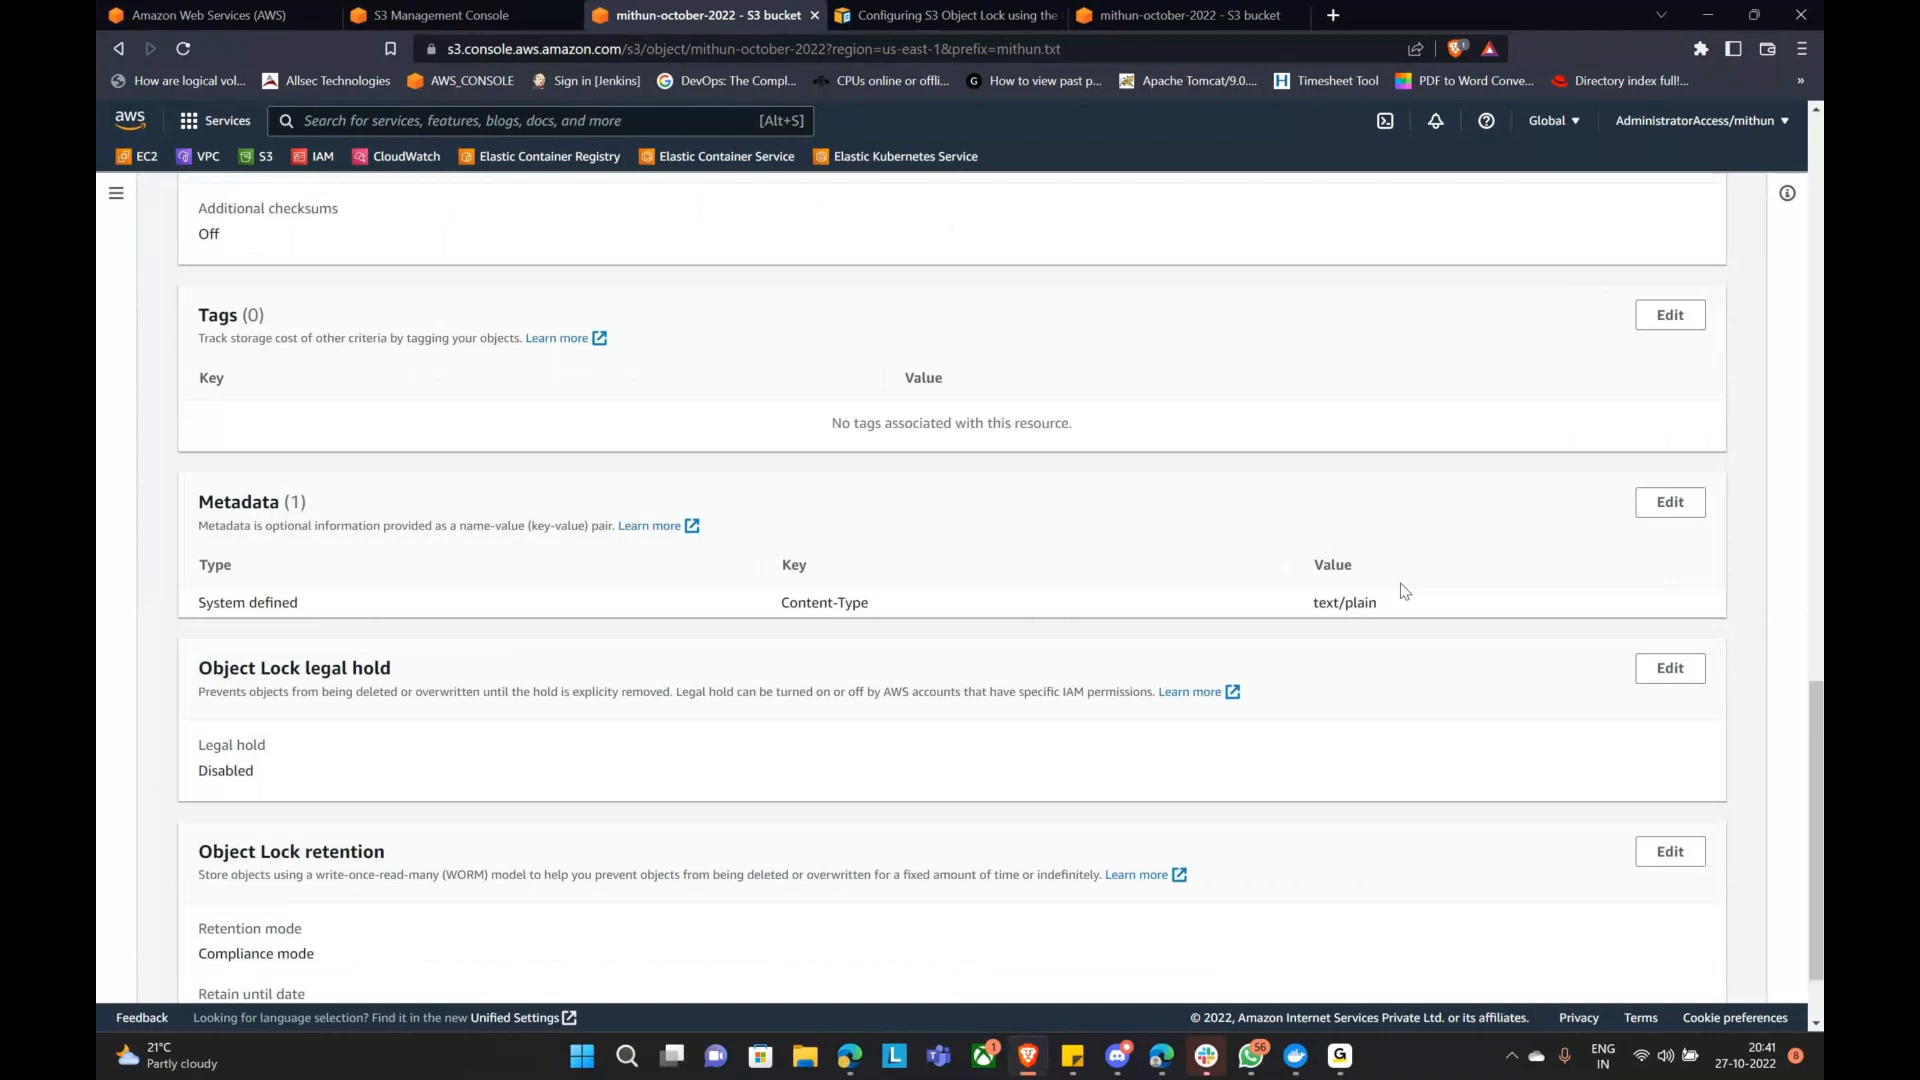 Amazon Web Services (AWS)
S3 Management Console
mithun-october-2022 - S3 bucket
Configuring S3 Object Lock using the
mithun-october-2022 - S3 bucket
s3.console.aws.amazon.com/s3/object/mithun-october-2022?region=us-east-1&prefix=mithun.txt
1
How are logical vol...
Allsec Technologies
AWS_CONSOLE
Sign in [Jenkins]
G
DevOps: The Compl...
CPUs online or offli...
G
How to view past p...
Apache Tomcat/9.0....
H
Timesheet Tool
PDF to Word Conve...
Directory index full!...
»
aws
Services
Search for services, features, blogs, docs, and more
[Alt+S]
Global
AdministratorAccess/mithun
EC2
VPC
S3
IAM
CloudWatch
Elastic Container Registry
Elastic Container Service
Elastic Kubernetes Service
Additional checksums
Off
Tags (0)
Edit
Track storage cost of other criteria by tagging your objects. Learn more
Key
Value
No tags associated with this resource.
Metadata (1)
Edit
Metadata is optional information provided as a name-value (key-value) pair. Learn more
Type
Key
Value
System defined
Content-Type
text/plain
Object Lock legal hold
Edit
Prevents objects from being deleted or overwritten until the hold is explicity removed. Legal hold can be turned on or off by AWS accounts that have specific IAM permissions. Learn more
Legal hold
Disabled
Object Lock retention
Edit
Store objects using a write-once-read-many (WORM) model to help you prevent objects from being deleted or overwritten for a fixed amount of time or indefinitely. Learn more
Retention mode
Compliance mode
Retain until date
Feedback
Looking for language selection? Find it in the new Unified Settings
© 2022, Amazon Internet Services Private Ltd. or its affiliates.
Privacy
Terms
Cookie preferences
21°C
Partly cloudy
L
1
56
G
ENG
IN
20:41
27-10-2022
8